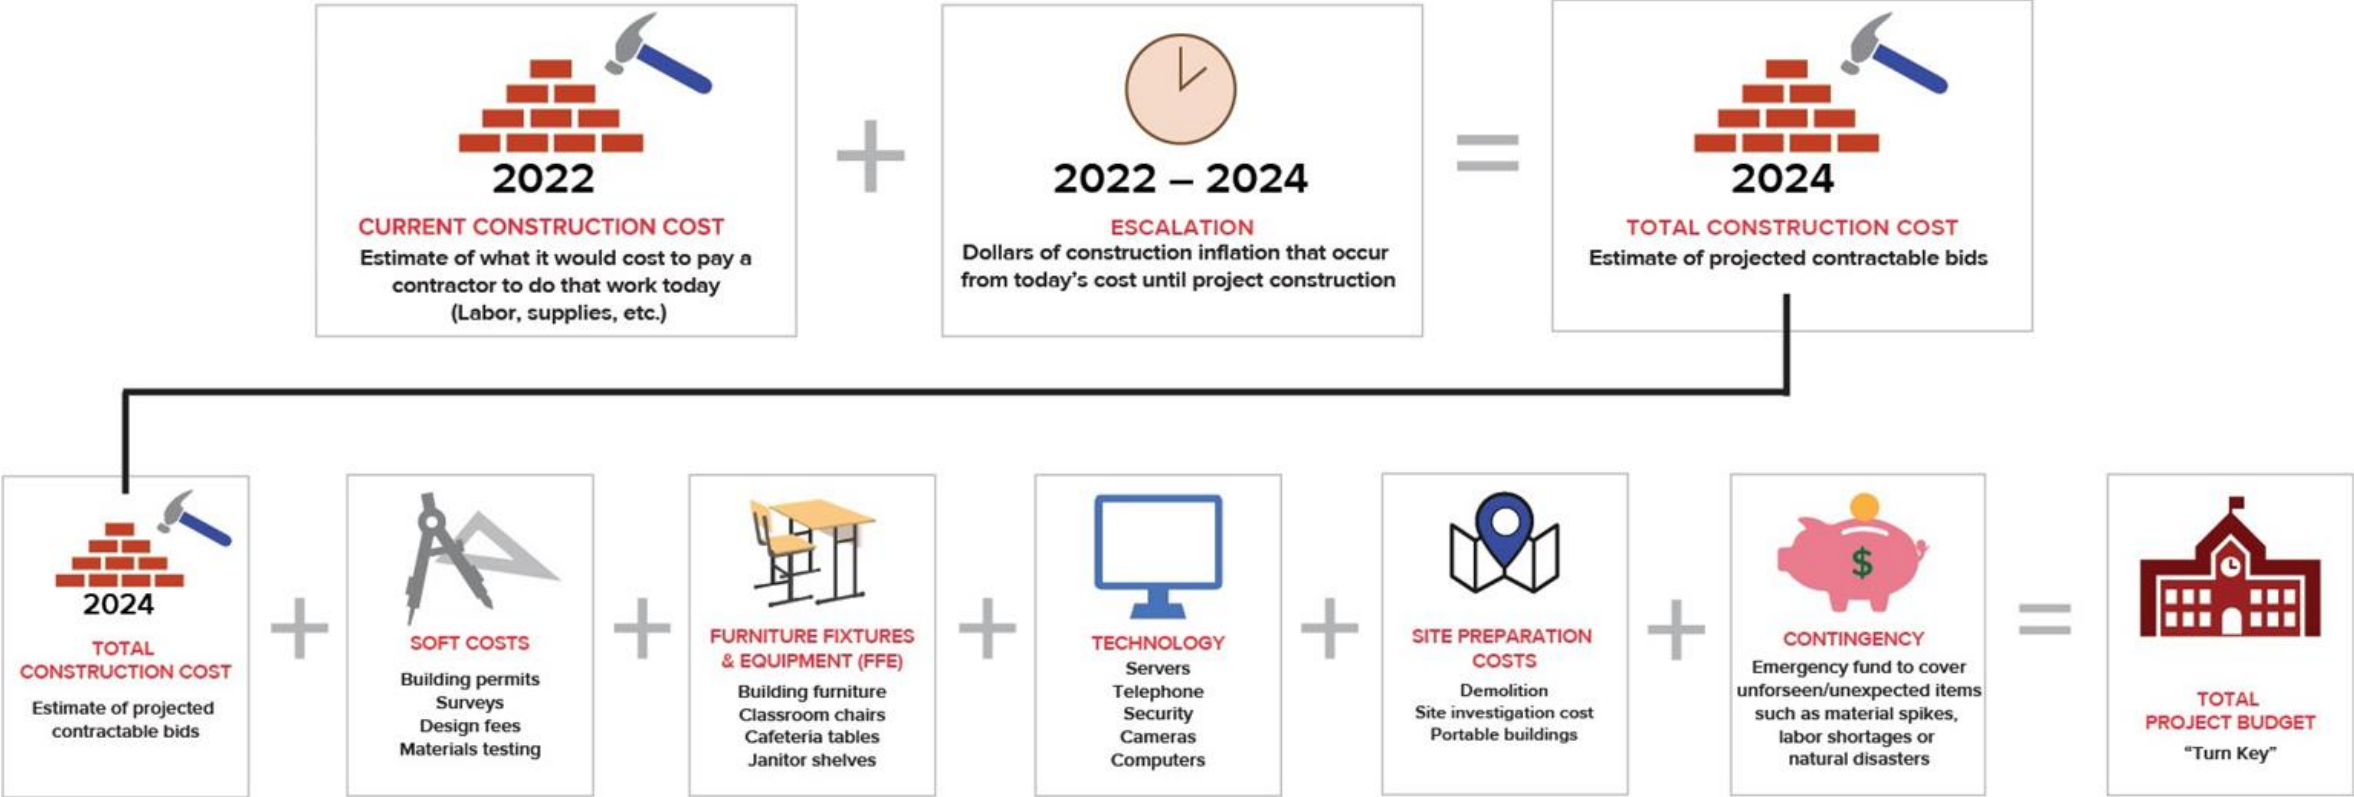 2022
CURRENT CONSTRUCTION COST
Estimate of what it would cost to pay a
contractor to do that work today
(Labor, supplies, etc.)
+
2022 – 2024
ESCALATION
Dollars of construction inflation that occur
from today's cost until project construction
=
2024
TOTAL CONSTRUCTION COST
Estimate of projected contractable bids
2024
TOTAL
CONSTRUCTION COST
Estimate of projected
contractable bids
+
SOFT COSTS
Building permits
Surveys
Design fees
Materials testing
+
FURNITURE FIXTURES
& EQUIPMENT (FFE)
Building furniture
Classroom chairs
Cafeteria tables
Janitor shelves
+
TECHNOLOGY
Servers
Telephone
Security
Cameras
Computers
+
SITE PREPARATION
COSTS
Demolition
Site investigation cost
Portable buildings
+
$
CONTINGENCY
Emergency fund to cover
unforseen/unexpected items
such as material spikes,
labor shortages or
natural disasters
=
TOTAL
PROJECT BUDGET
“Turn Key”